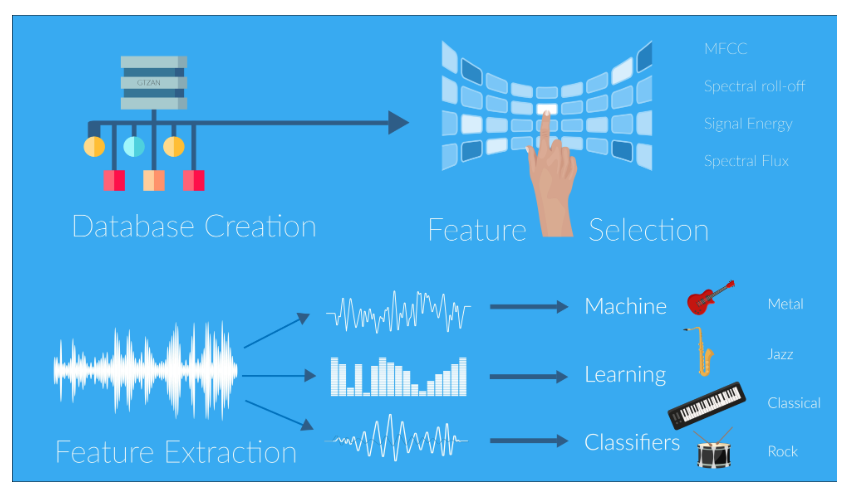 GTZAN
Database Creation
Feature Selection
MFCC
Spectral roll-off
Signal Energy
Spectral Flux
Feature Extraction
Machine
Learning
Classifiers
Metal
Jazz
Classical
Rock